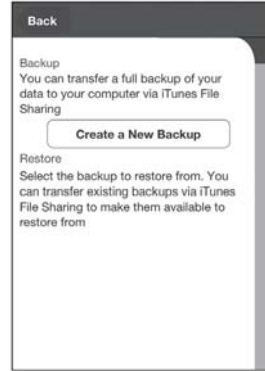 Back
Backup
You can transfer a full backup of your
data to your computer via iTunes File
Sharing
Create a New Backup
Restore
Select the backup to restore from. You
can transfer existing backups via iTunes
File Sharing to make them available to
restore from